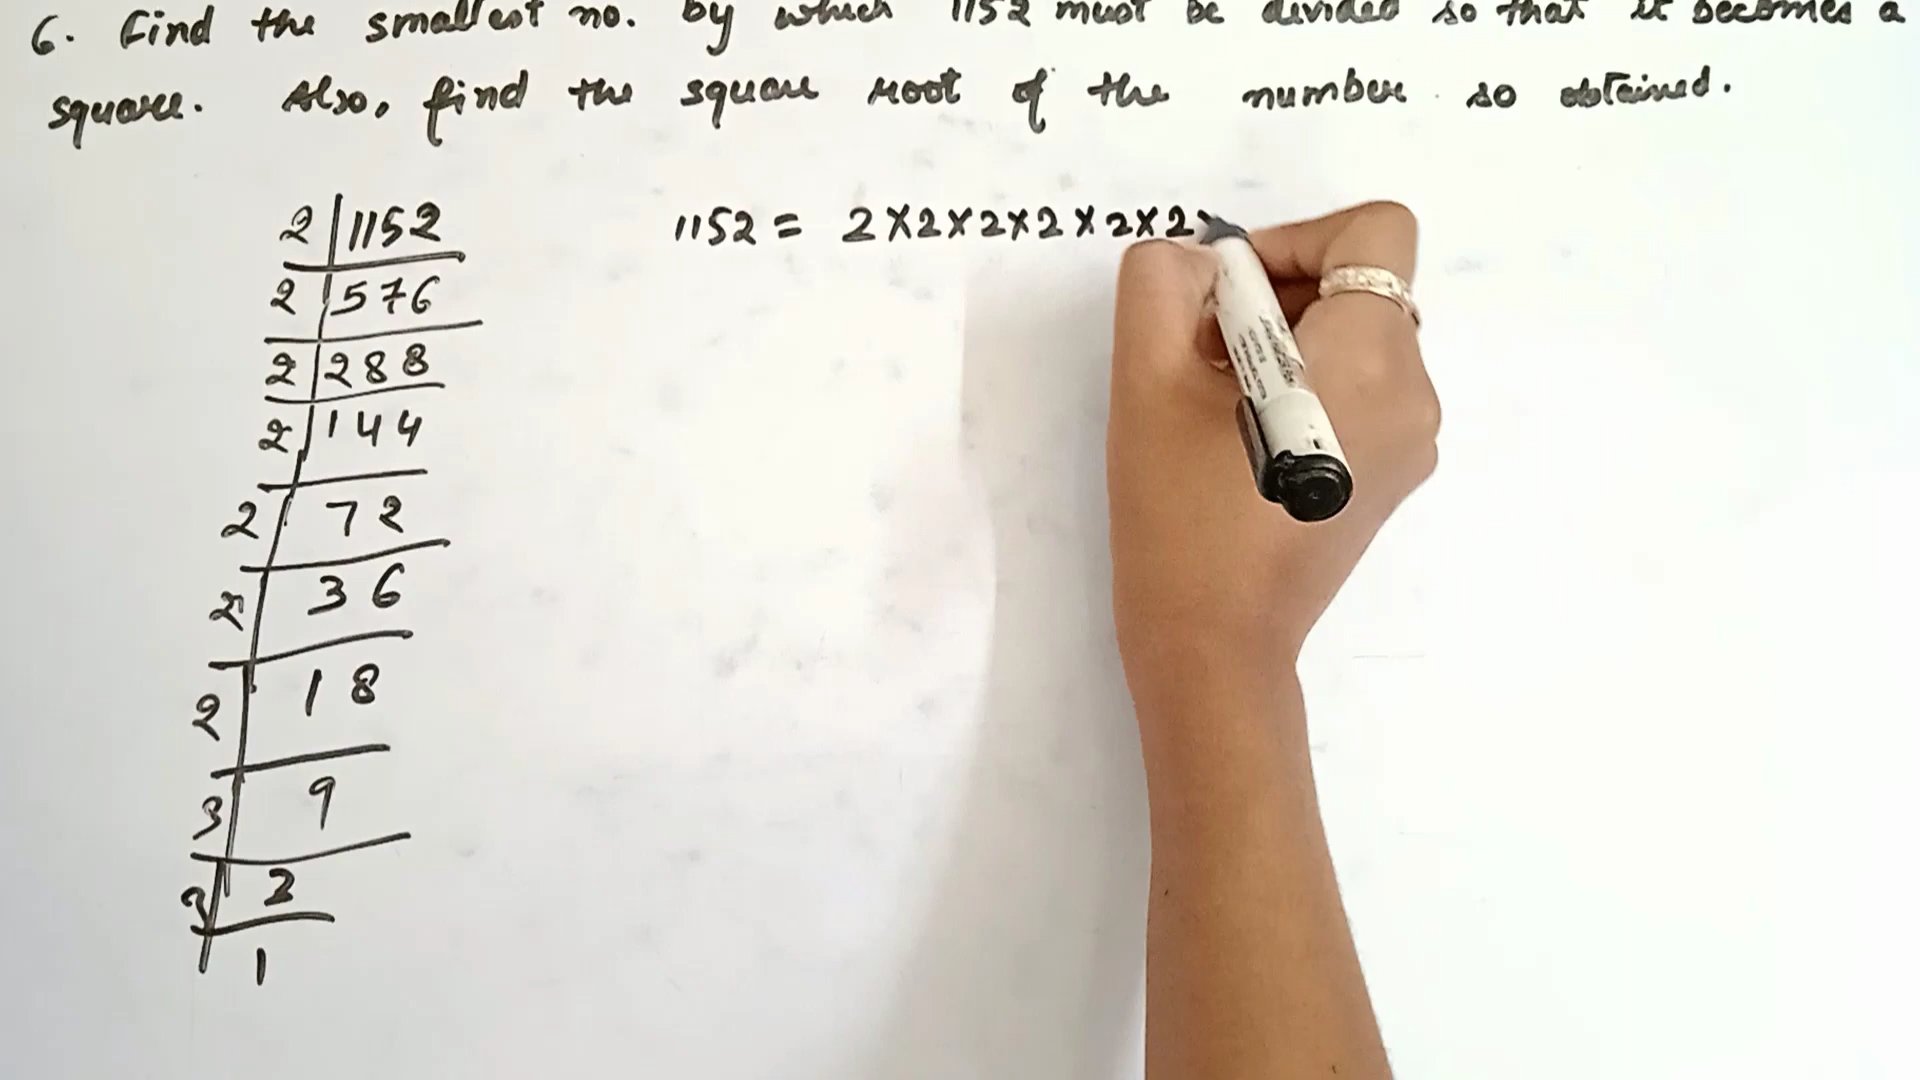 6. Find the smallest no. by which 1152 must be divided so that it becomes a
square. Also, find the square root of the number so obtained.
2 | 1152
2 | 576
2 | 288
2 | 144
2 | 72
2 | 36
2 | 18
3 | 9
3 | 3
1
1152 = 2×2×2×2×2×2×